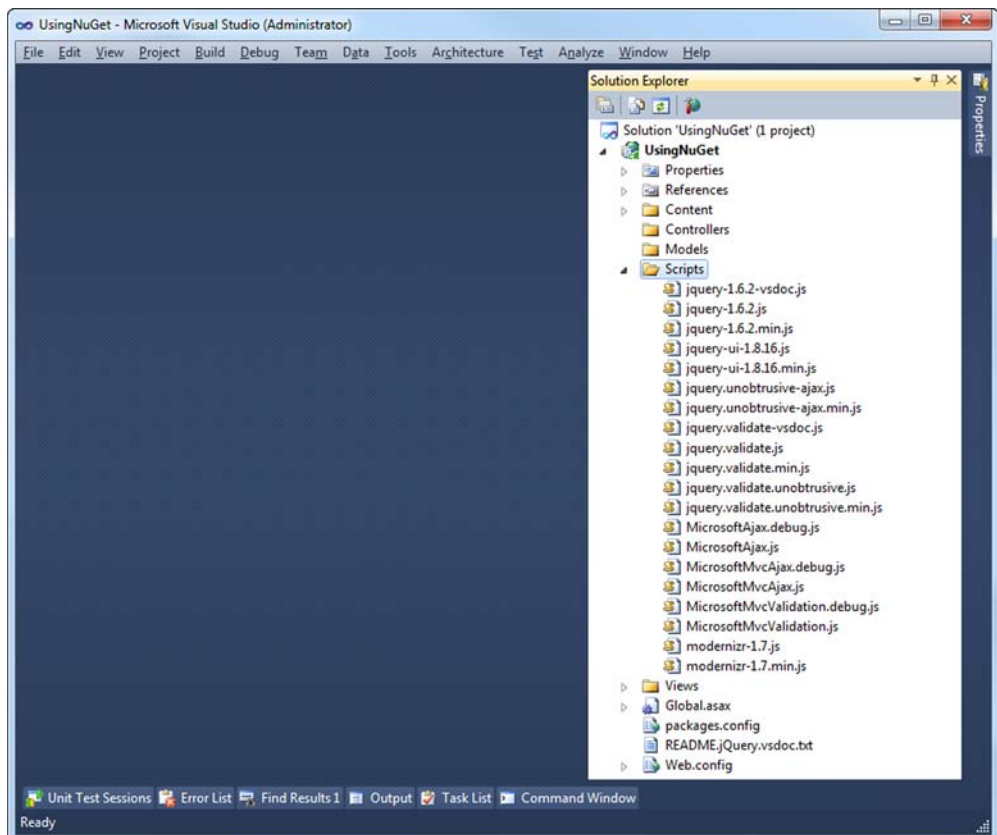 UsingNuGet - Microsoft Visual Studio (Administrator)
File Edit View Project Build Debug Team Data Tools Architecture Test Analyze Window Help
Solution Explorer
Properties
Solution 'UsingNuGet' (1 project)
UsingNuGet
Properties
References
Content
Controllers
Models
Scripts
jquery-1.6.2-vsdoc.js
jquery-1.6.2.js
jquery-1.6.2.min.js
jquery-ui-1.8.16.js
jquery-ui-1.8.16.min.js
jquery.unobtrusive-ajax.js
jquery.unobtrusive-ajax.min.js
jquery.validate-vsdoc.js
jquery.validate.js
jquery.validate.min.js
jquery.validate.unobtrusive.js
jquery.validate.unobtrusive.min.js
MicrosoftAjax.debug.js
MicrosoftAjax.js
MicrosoftMvcAjax.debug.js
MicrosoftMvcAjax.js
MicrosoftMvcValidation.debug.js
MicrosoftMvcValidation.js
modernizr-1.7.js
modernizr-1.7.min.js
Views
Global.asax
packages.config
README.jQuery.vsdoc.txt
Web.config
Unit Test Sessions Error List Find Results 1 Output Task List Command Window
Ready